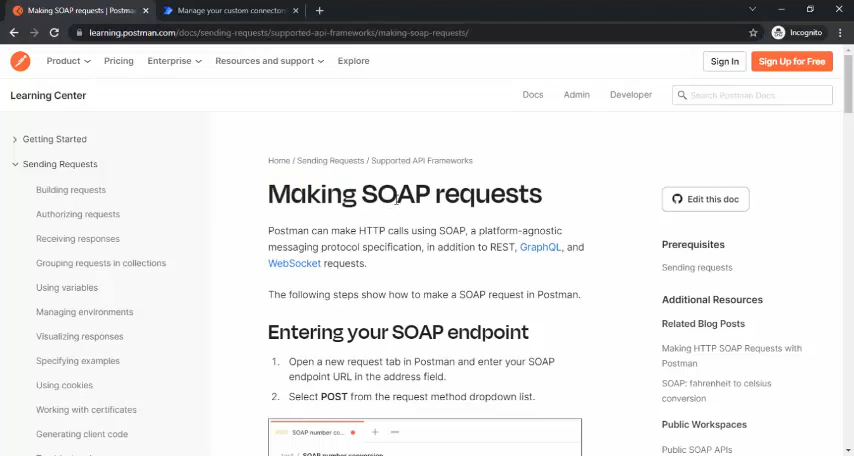 Making SOAP requests | Postman
Manage your custom connector
learning.postman.com/docs/sending-requests/supported-api-frameworks/making-soap-requests/
Incognito
Product
Pricing
Enterprise
Resources and support
Explore
Sign In
Sign Up for Free
Learning Center
Docs
Admin
Developer
Search Postman Docs
Getting Started
Sending Requests
Building requests
Authorizing requests
Receiving responses
Grouping requests in collections
Using variables
Managing environments
Visualizing responses
Specifying examples
Using cookies
Working with certificates
Generating client code
Home / Sending Requests / Supported API Frameworks
Making SOAP requests
Postman can make HTTP calls using SOAP, a platform-agnostic
messaging protocol specification, in addition to REST, GraphQL, and
WebSocket requests.
The following steps show how to make a SOAP request in Postman.
Entering your SOAP endpoint
1. Open a new request tab in Postman and enter your SOAP
endpoint URL in the address field.
2. Select POST from the request method dropdown list.
SOAP number co...
SOAP number conversion
Edit this doc
Prerequisites
Sending requests
Additional Resources
Related Blog Posts
Making HTTP SOAP Requests with
Postman
SOAP: fahrenheit to celsius
conversion
Public Workspaces
Public SOAP APIs